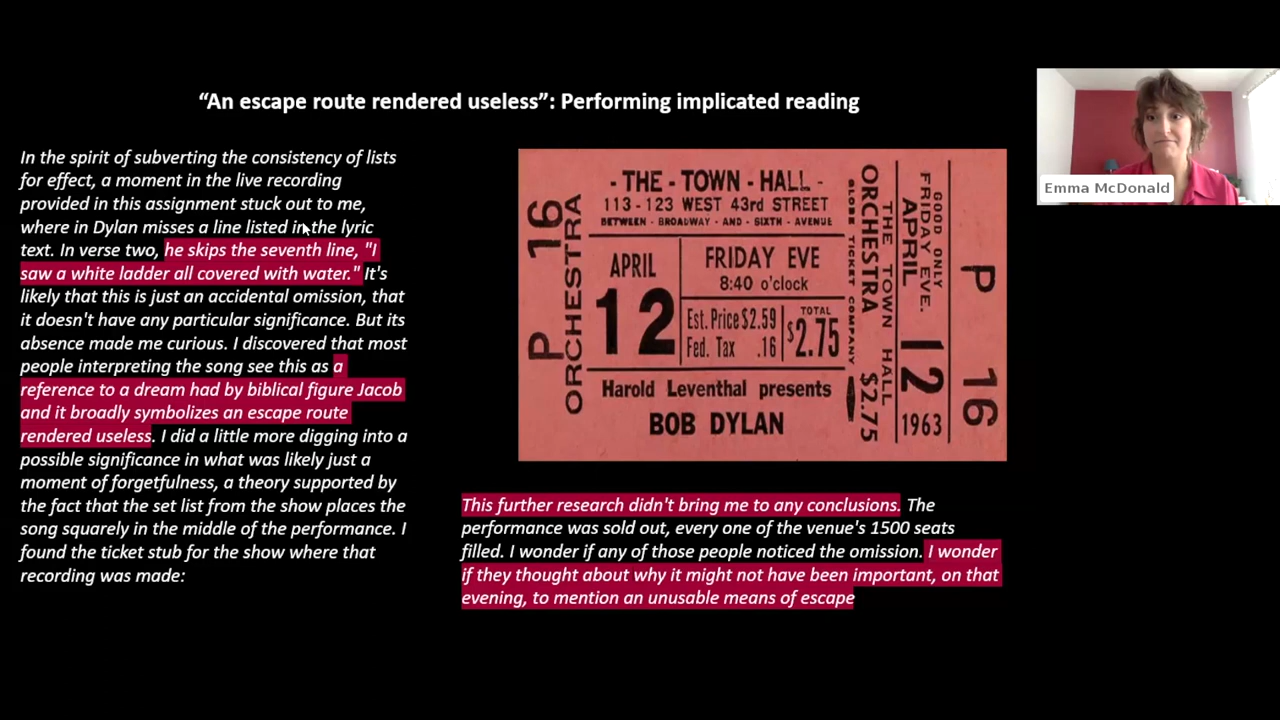 “An escape route rendered useless”: Performing implicated reading
In the spirit of subverting the consistency of lists
for effect, a moment in the live recording
provided in this assignment stuck out to me,
where in Dylan misses a line listed in the lyric
text. In verse two, he skips the seventh line, "I
saw a white ladder all covered with water." It's
likely that this is just an accidental omission, that
it doesn't have any particular significance. But its
absence made me curious. I discovered that most
people interpreting the song see this as a
reference to a dream had by biblical figure Jacob
and it broadly symbolizes an escape route
rendered useless. I did a little more digging into a
possible significance in what was likely just a
moment of forgetfulness, a theory supported by
the fact that the set list from the show places the
song squarely in the middle of the performance. I
found the ticket stub for the show where that
recording was made:
P 16
ORCHESTRA
- THE - TOWN - HALL -
113-123 WEST 43rd STREET
BETWEEN - BROADWAY - AND - SIXTH - AVENUE
APRIL
12
FRIDAY EVE
8:40 o'clock
Est. Price $2.59
Fed. Tax .16
TOTAL
$2.75
Harold Leventhal presents
BOB DYLAN
GLOBE TICKET COMPANY
ORCHESTRA
THE TOWN HALL
$2.75
GOOD ONLY
FRIDAY EVE.
APRIL
12
1963
P 16
This further research didn't bring me to any conclusions. The
performance was sold out, every one of the venue's 1500 seats
filled. I wonder if any of those people noticed the omission. I wonder
if they thought about why it might not have been important, on that
evening, to mention an unusable means of escape
Emma McDonald